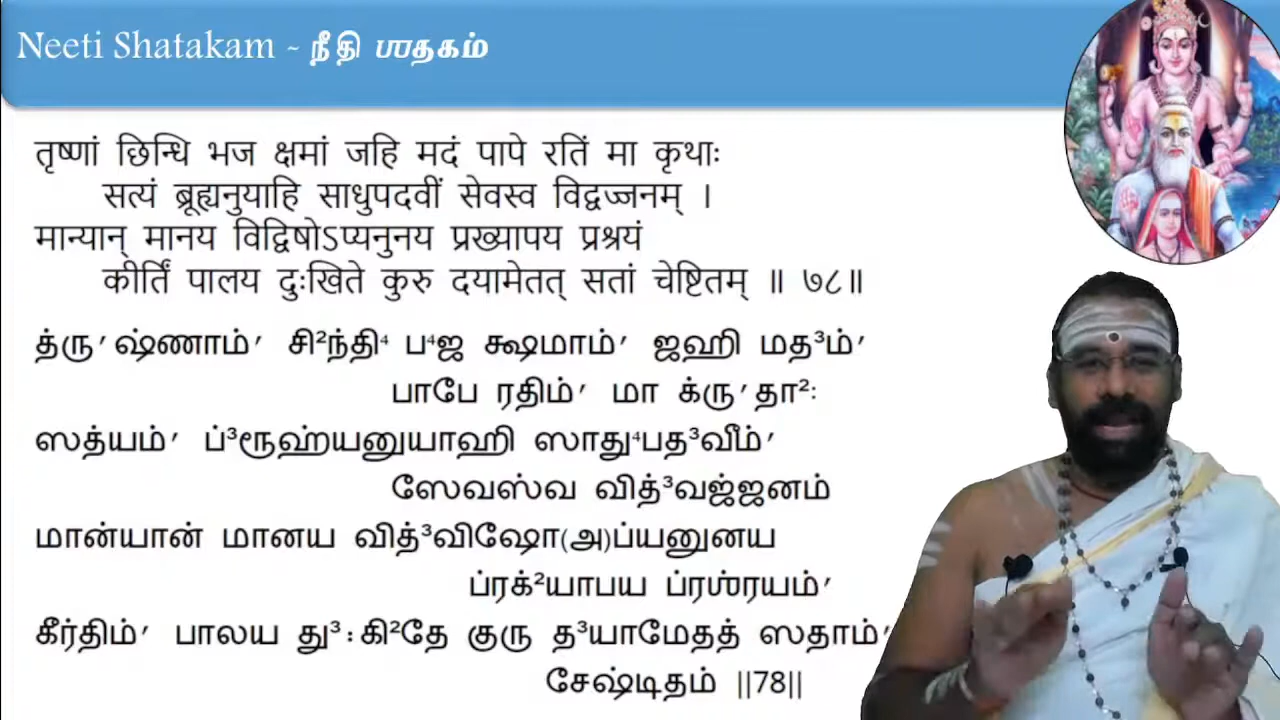 Neeti Shatakam - நீதி ஶதகம்
तृष्णां छिन्धि भज क्षमां जहि मदं पापे रतिं मा कृथाः
सत्यं ब्रूह्यनुयाहि साधुपदवीं सेवस्व विद्वज्जनम् ।
मान्यान् मानय विद्विषोऽप्यनुनय प्रख्यापय प्रश्रयं
कीर्तिं पालय दुःखिते कुरु दयामेतत् सतां चेष्टितम् ॥ ७८॥
த்ரு’ஷ்ணாம்’ சி²ந்தி⁴ ப⁴ஜ க்ஷமாம்’ ஜஹி மத³ம்’
பாபே ரதிம்’ மா க்ரு’தா²:
ஸத்யம்’ ப்³ரூஹ்யனுயாஹி ஸாது⁴பத³வீம்’
ஸேவஸ்வ வித்³வஜ்ஜனம்
மான்யான் மானய வித்³விஷோ(அ)ப்யனுனய
ப்ரக்²யாபய ப்ரஶ்ரயம்’
கீர்திம்’ பாலய து³:கி²தே குரு த³யாமேதத் ஸதாம்’
சேஷ்டிதம் ||78||